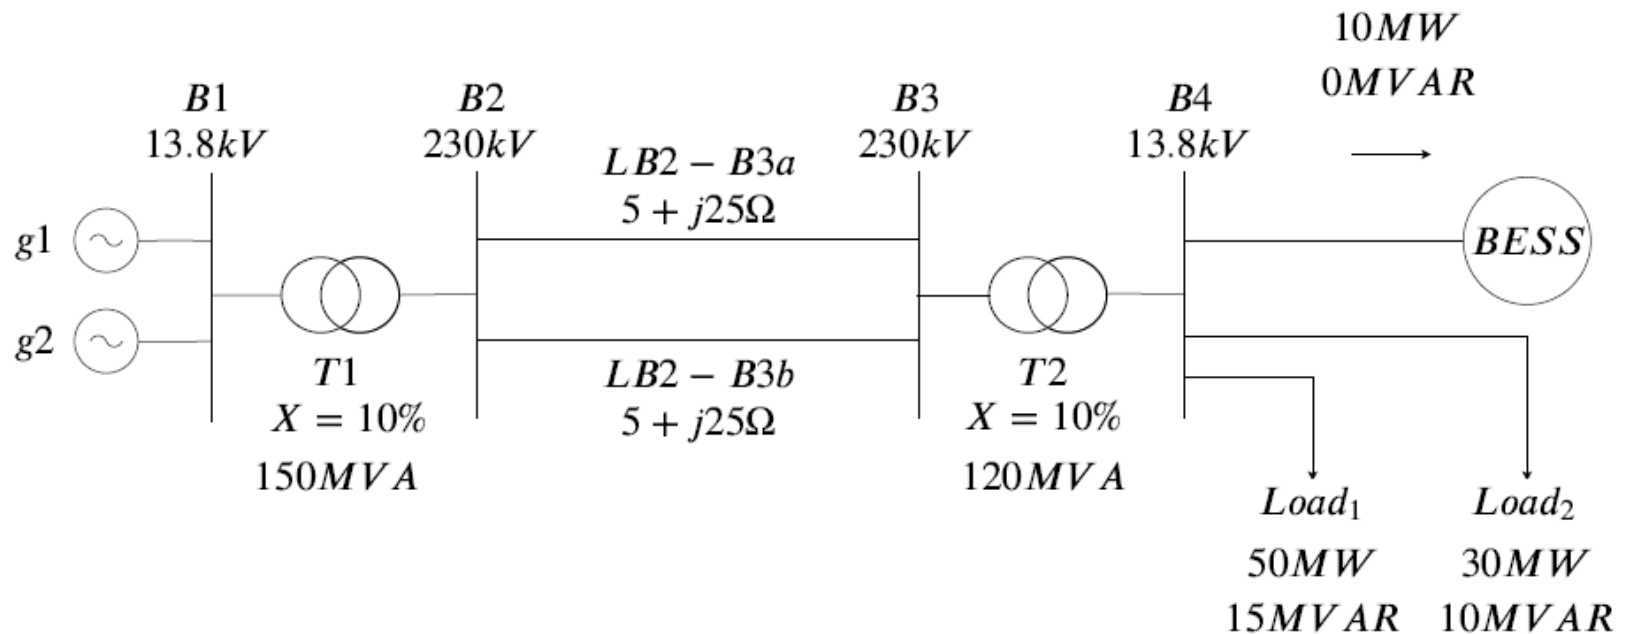 10MW
0MVAR
B1
13.8kV
B2
230kV
B3
230kV
B4
13.8kV
LB2 − B3a
5 + j25Ω
g1
g2
BESS
T1
X = 10%
150MVA
LB2 − B3b
5 + j25Ω
T2
X = 10%
120MVA
Load₁
50MW
15MVAR
Load₂
30MW
10MVAR